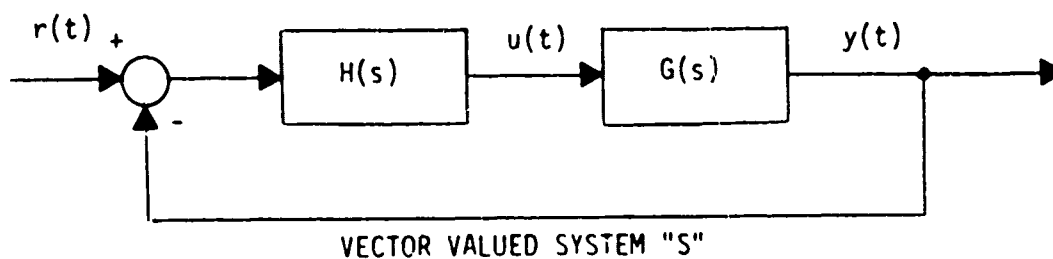 r(t) + u(t) y(t)
H(s) G(s)
-
VECTOR VALUED SYSTEM "S"